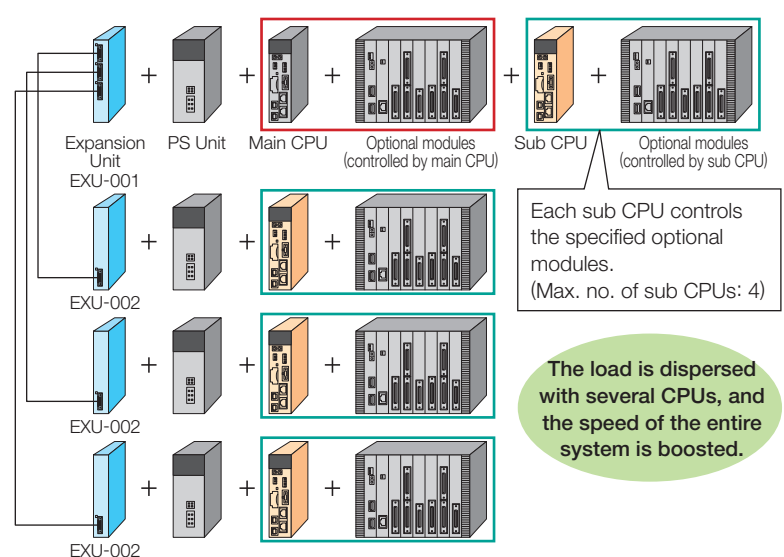 Expansion
Unit
EXU-001
PS Unit
Main CPU
Optional modules
(controlled by main CPU)
Sub CPU
Optional modules
(controlled by sub CPU)
Each sub CPU controls
the specified optional
modules.
(Max. no. of sub CPUs: 4)
EXU-002
EXU-002
The load is dispersed
with several CPUs, and
the speed of the entire
system is boosted.
EXU-002